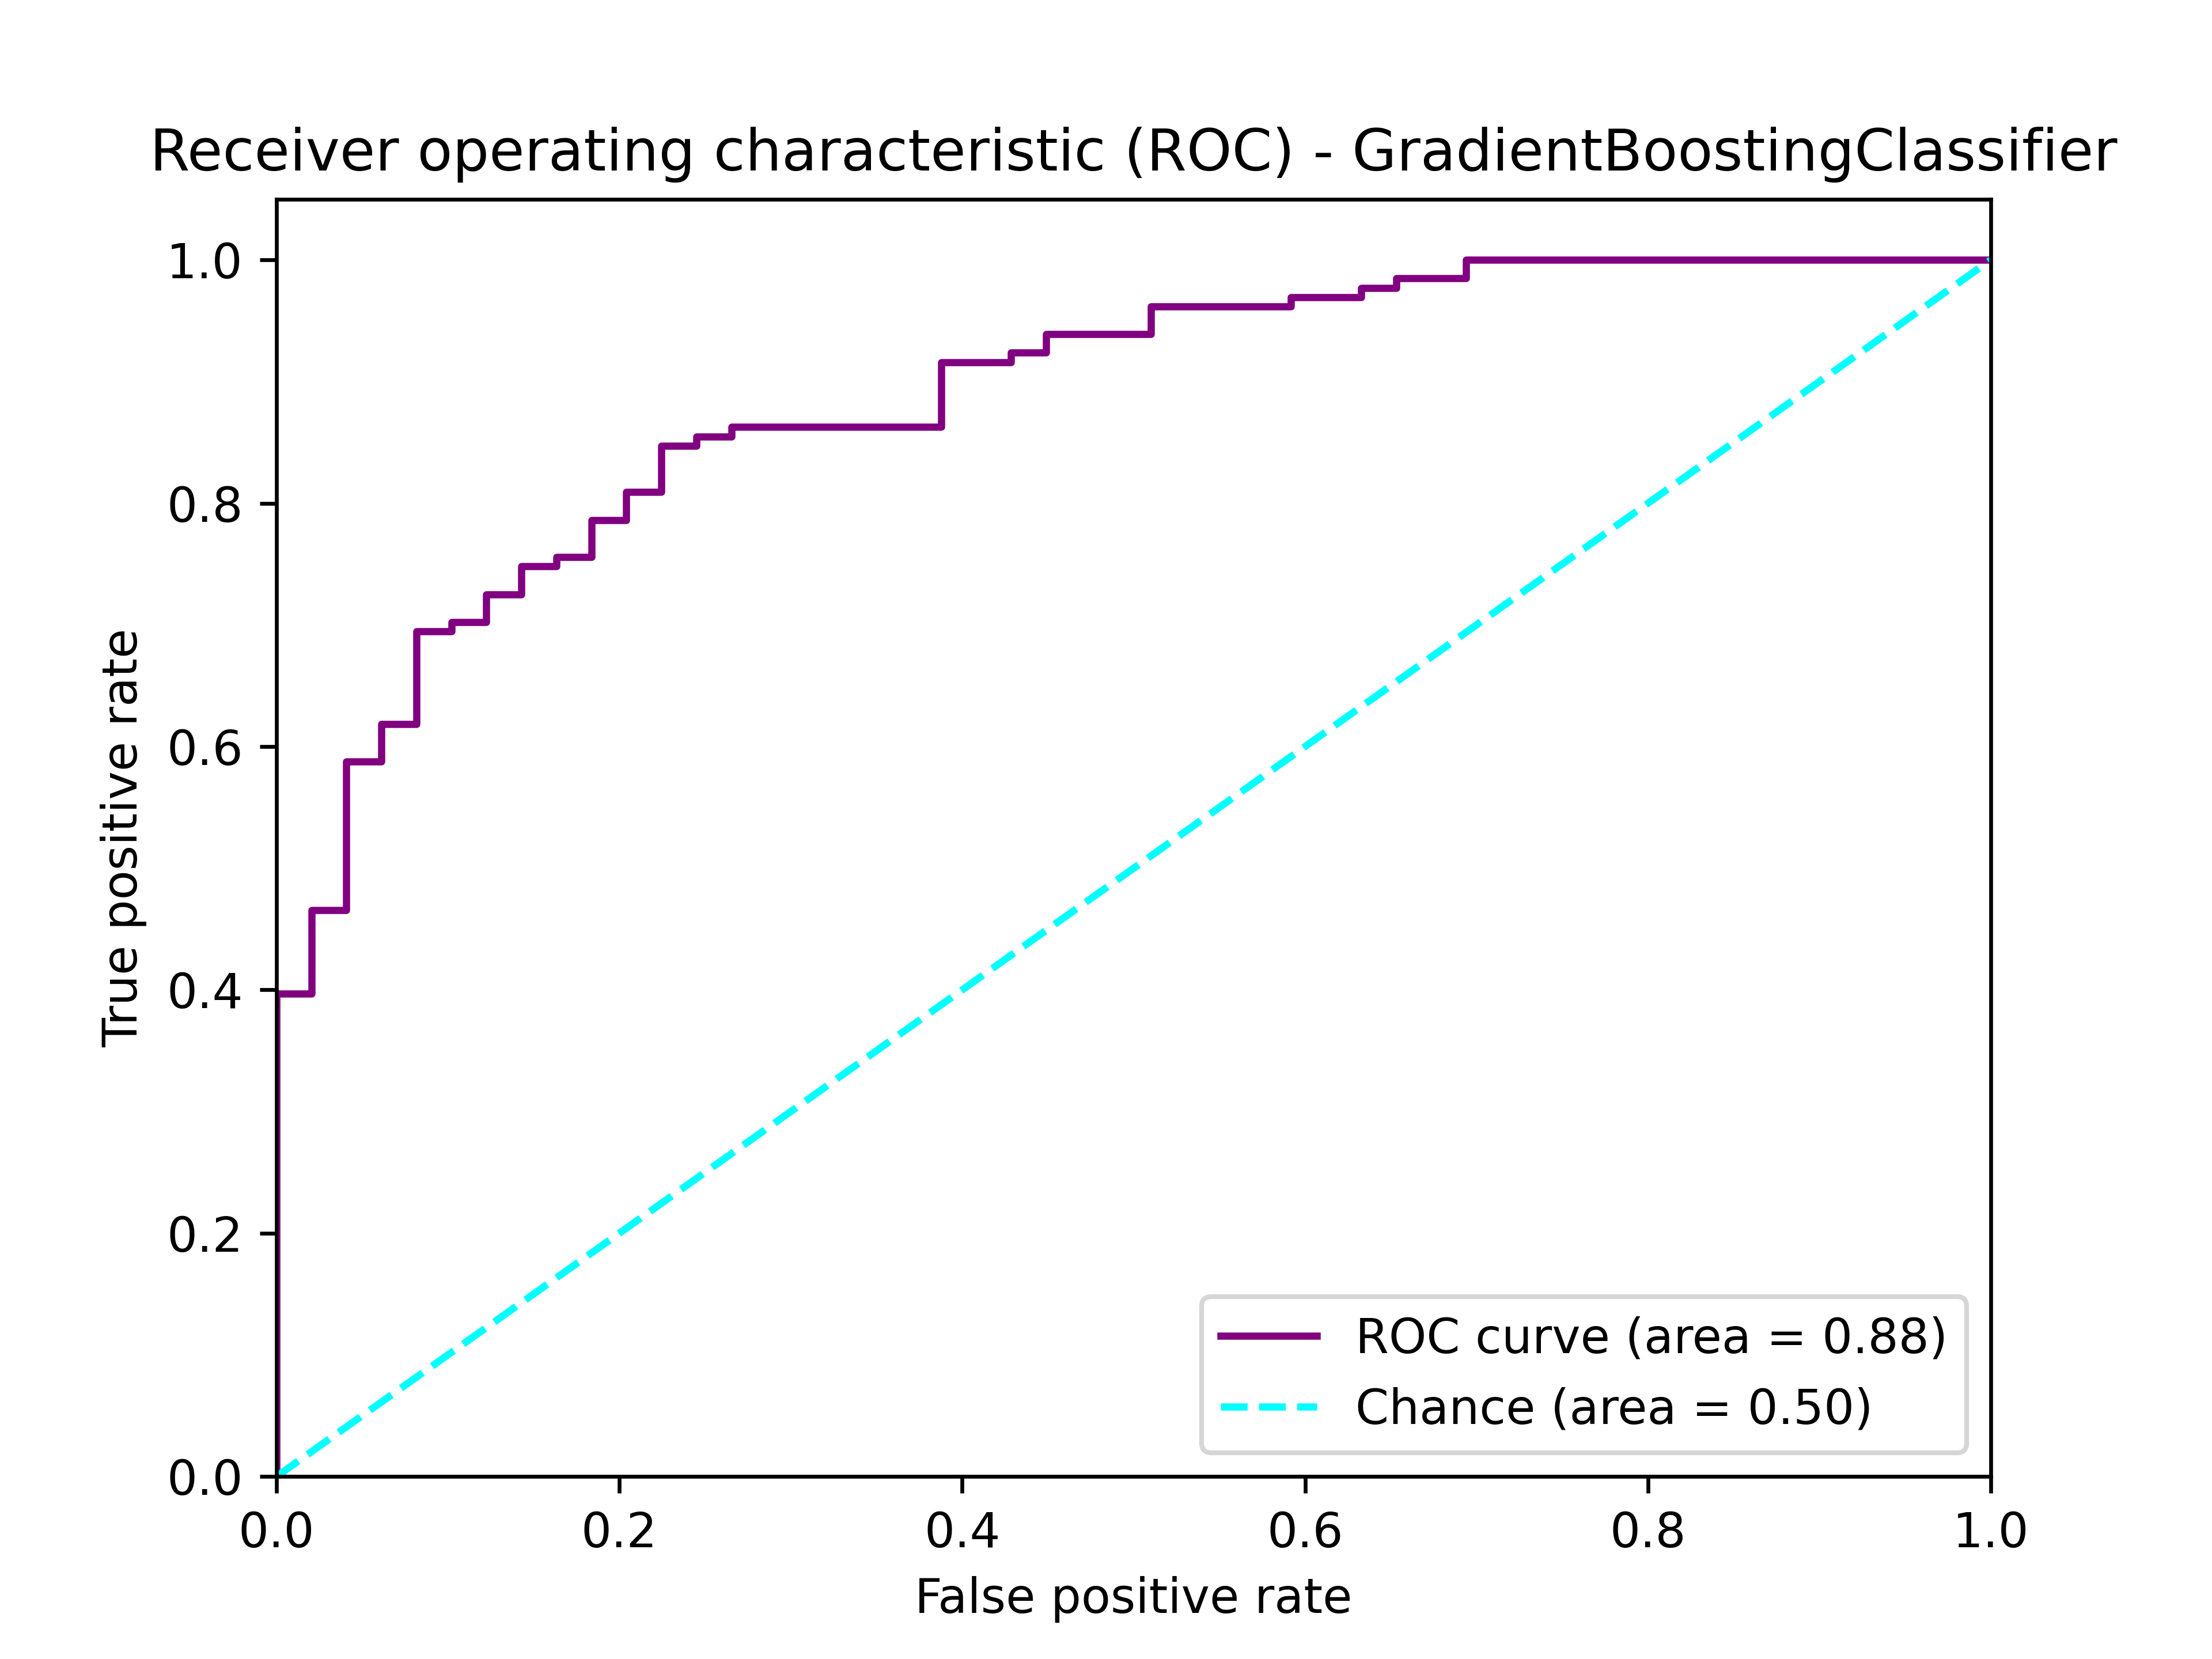 Receiver operating characteristic (ROC) - GradientBoostingClassifier
True positive rate
1.0
0.8
0.6
0.4
0.2
0.0
0.0 0.2 0.4 0.6 0.8 1.0
False positive rate
ROC curve (area = 0.88)
Chance (area = 0.50)